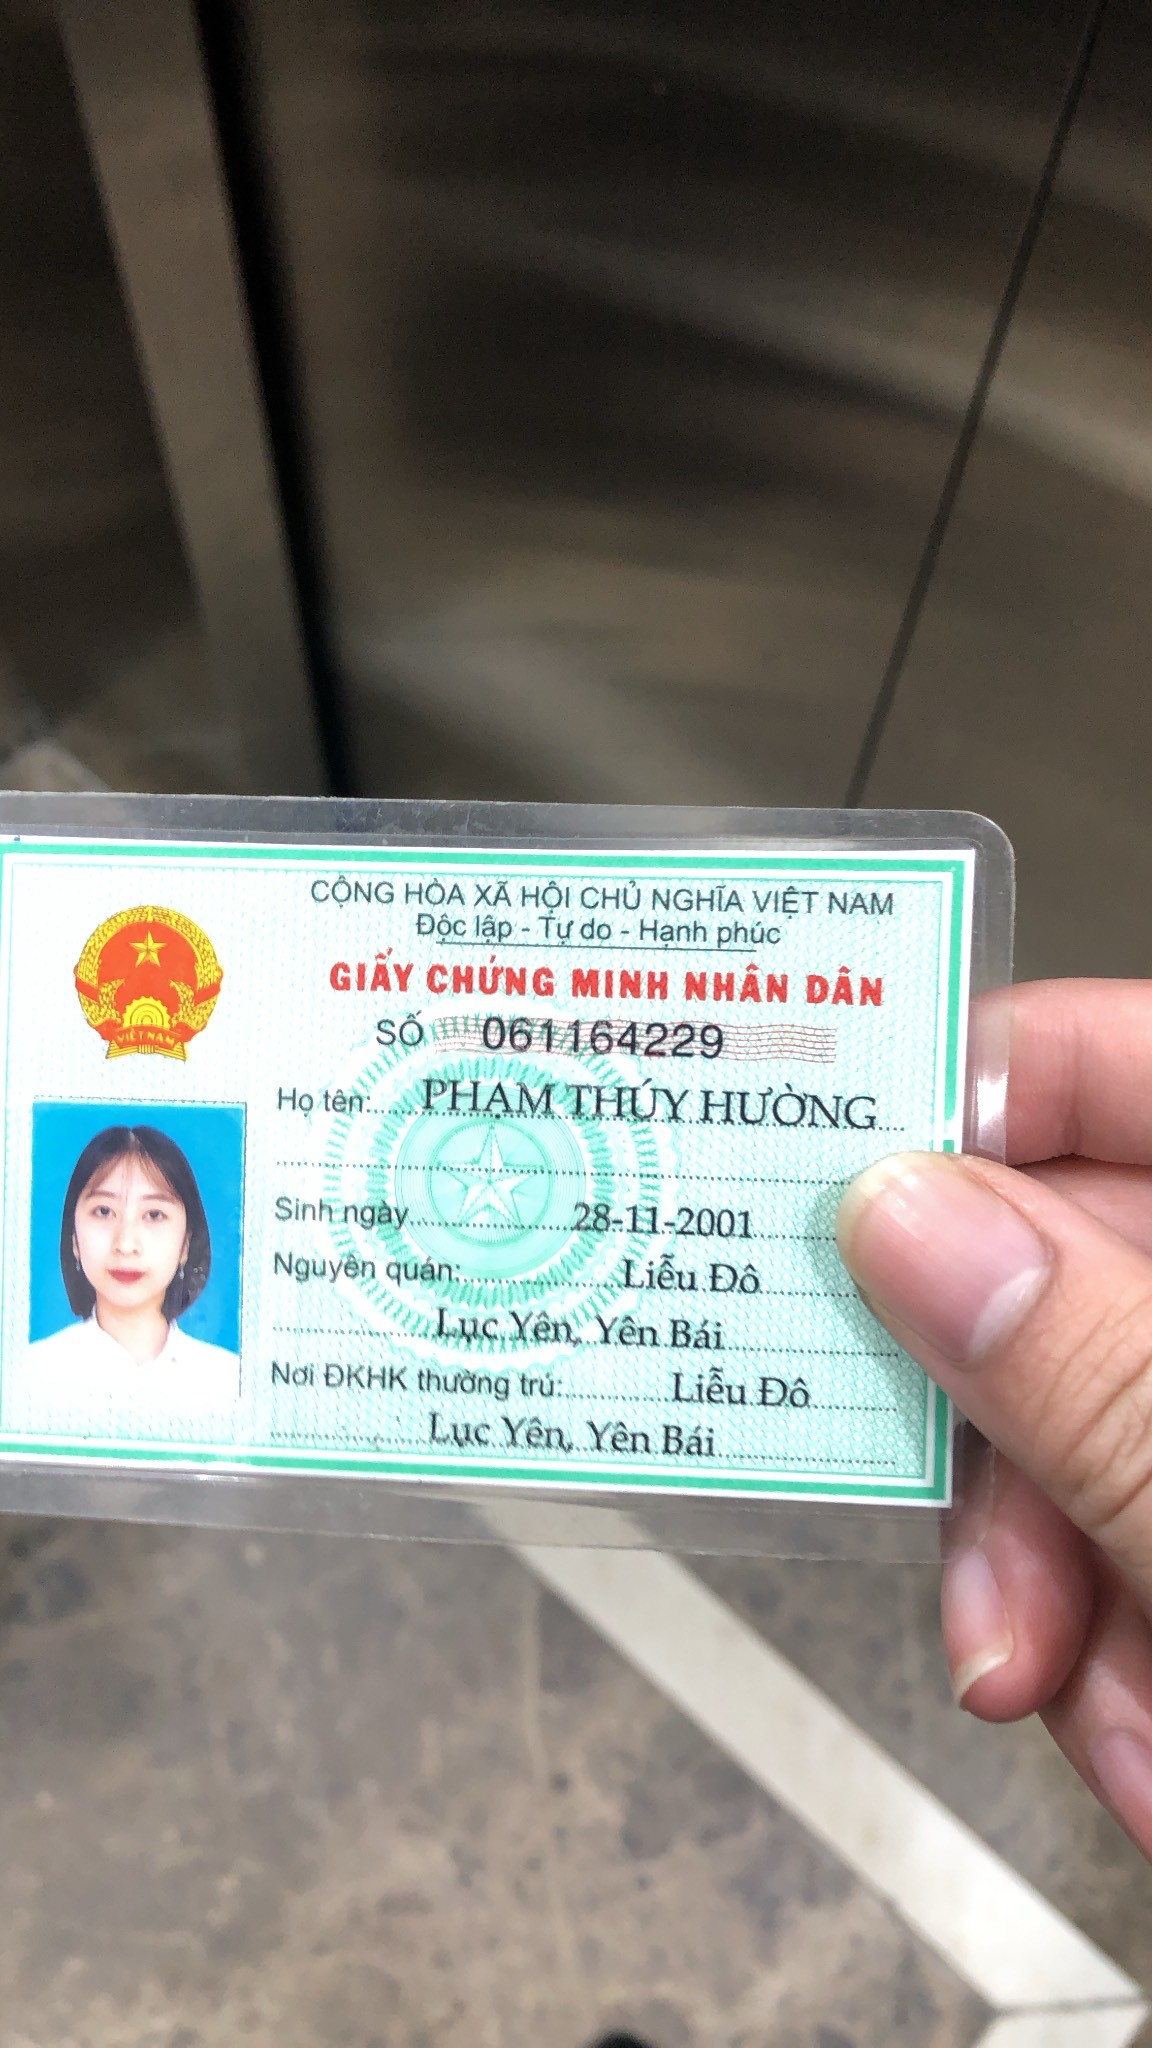 CỘNG HÒA XÃ HỘI CHỦ NGHĨA VIỆT NAM
Độc lập - Tự do - Hạnh phúc
GIẤY CHỨNG MINH NHÂN DÂN
SỐ 061164229
VIỆT NAM
Họ tên: PHẠM THÚY HƯỜNG
Sinh ngày 28-11-2001
Nguyên quán: Liễu Đô
Lục Yên, Yên Bái
Nơi ĐKHK thường trú: Liễu Đô
Lục Yên, Yên Bái